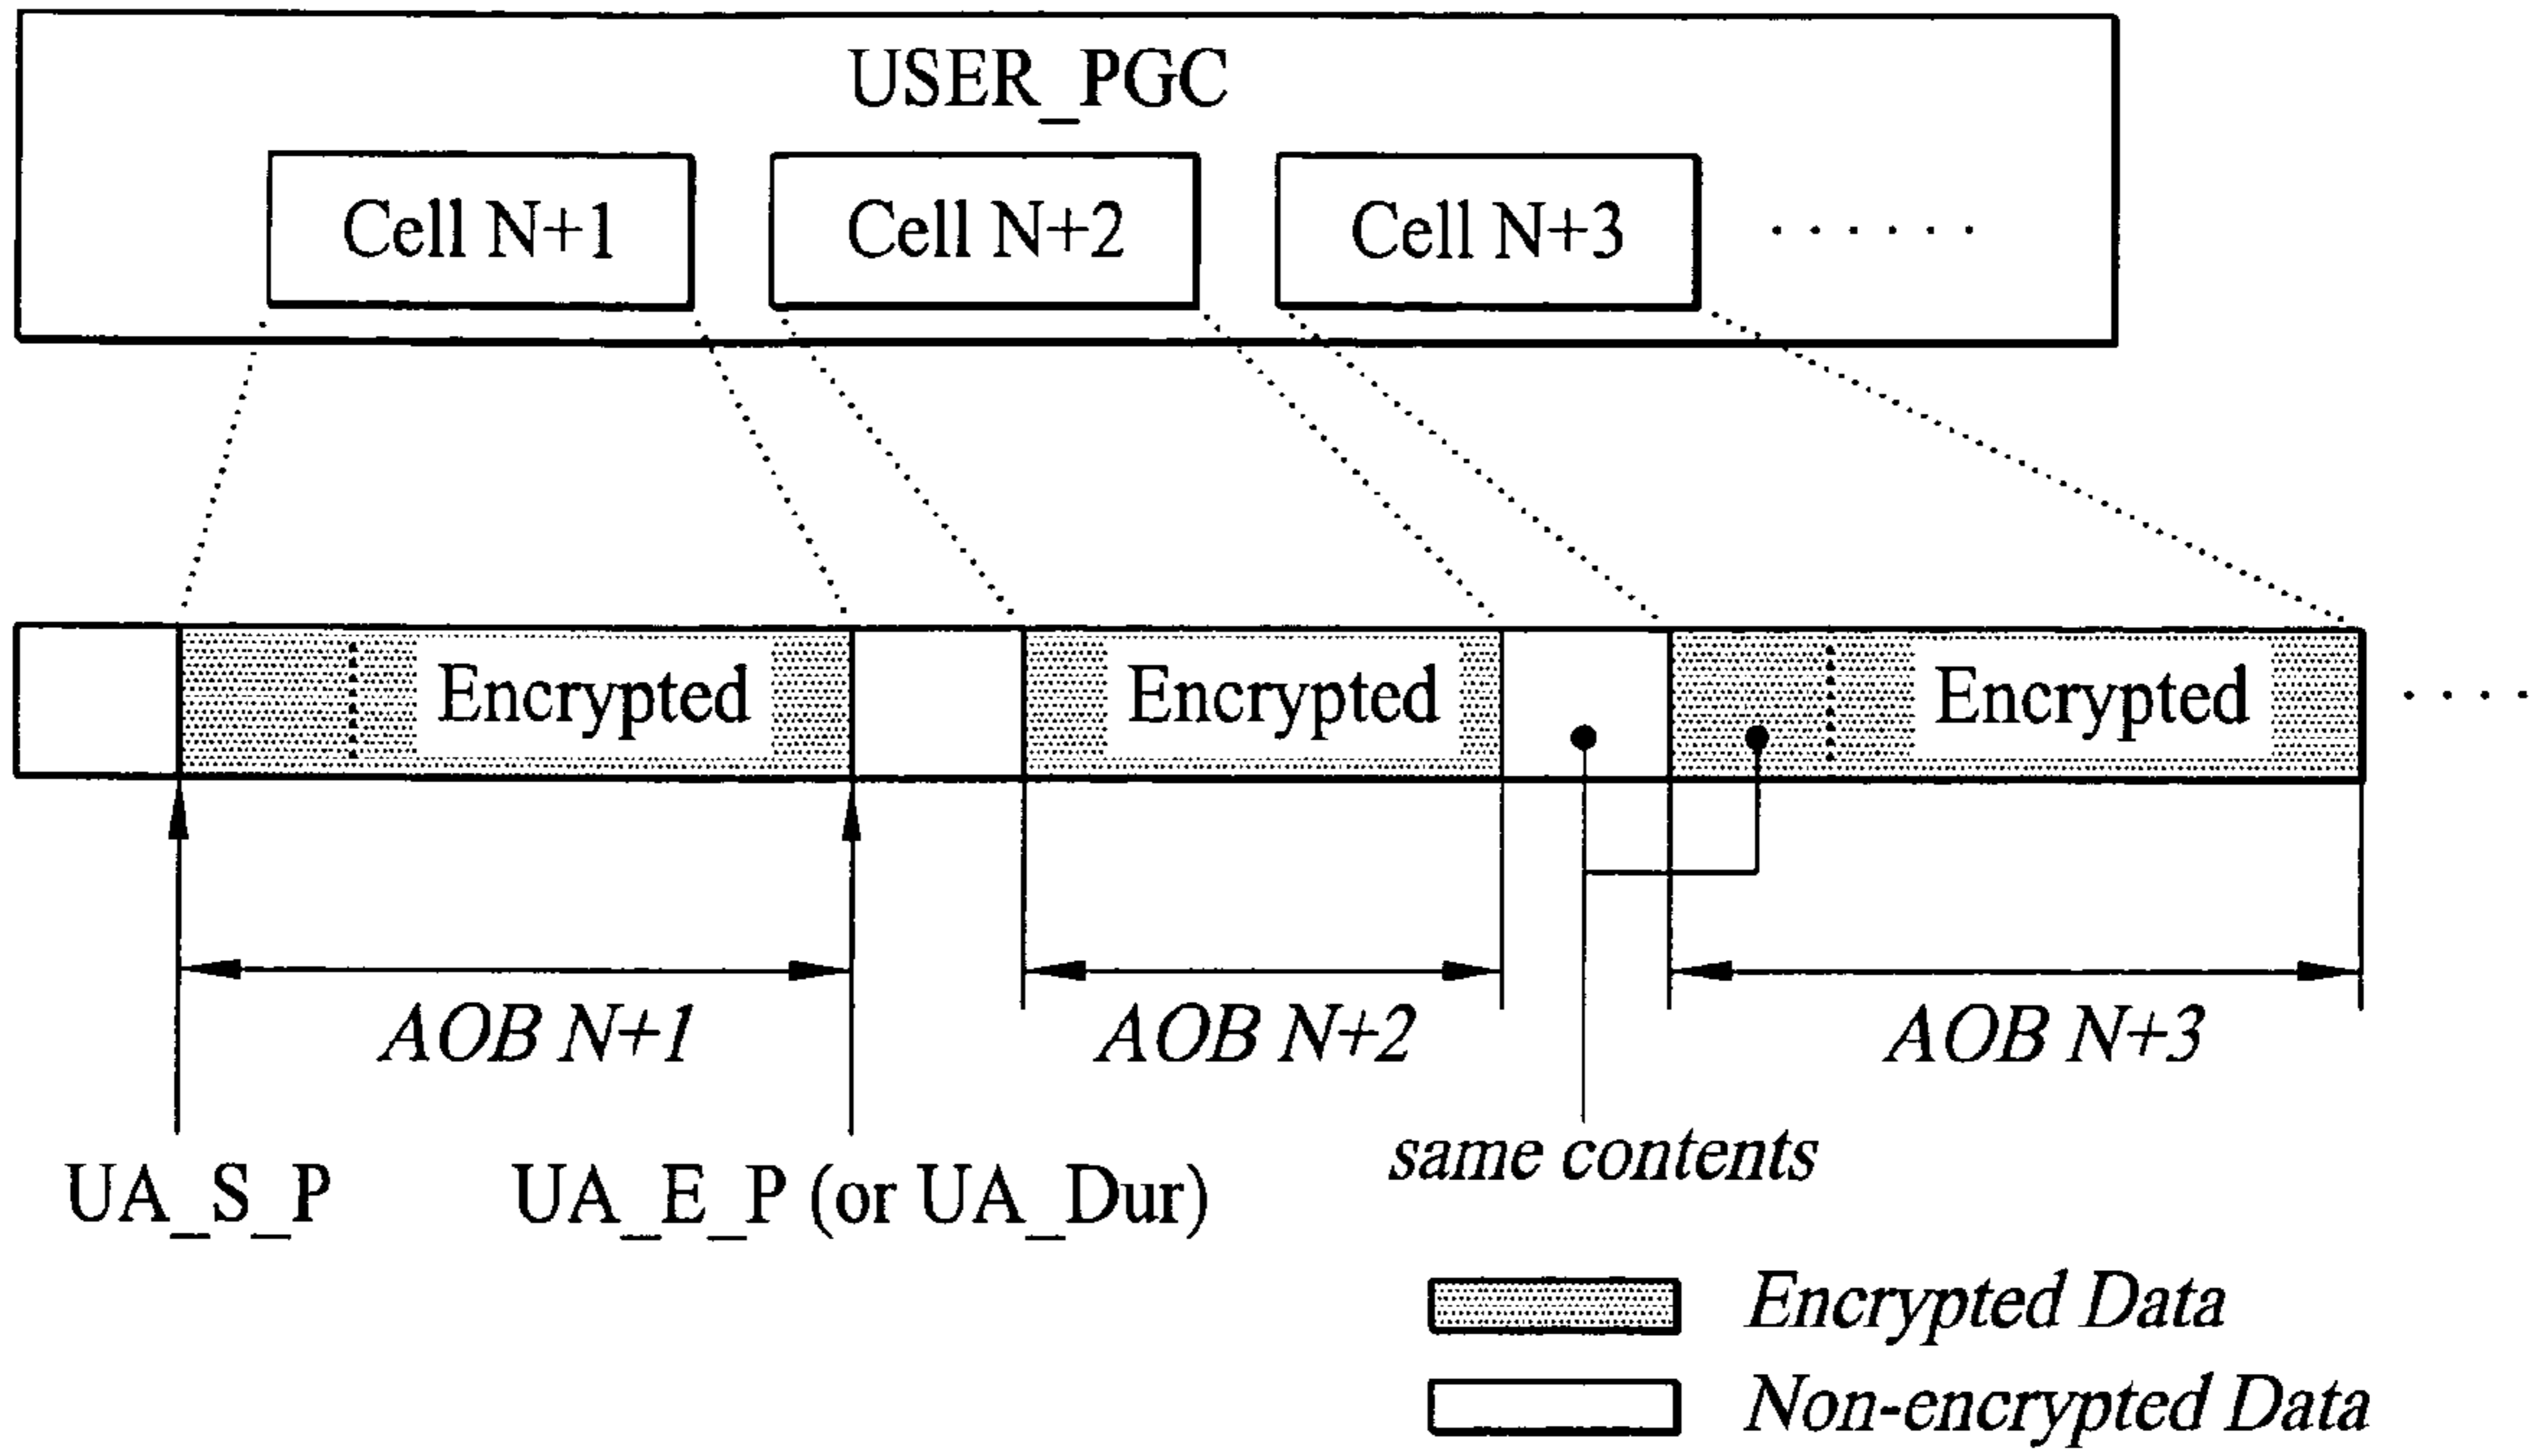 USER_PGC
Cell N+1 Cell N+2 Cell N+3 . . . . . .
Encrypted Encrypted Encrypted . . . .
AOB N+1 AOB N+2 AOB N+3
same contents
UA_S_P UA_E_P (or UA_Dur)
Encrypted Data
Non-encrypted Data